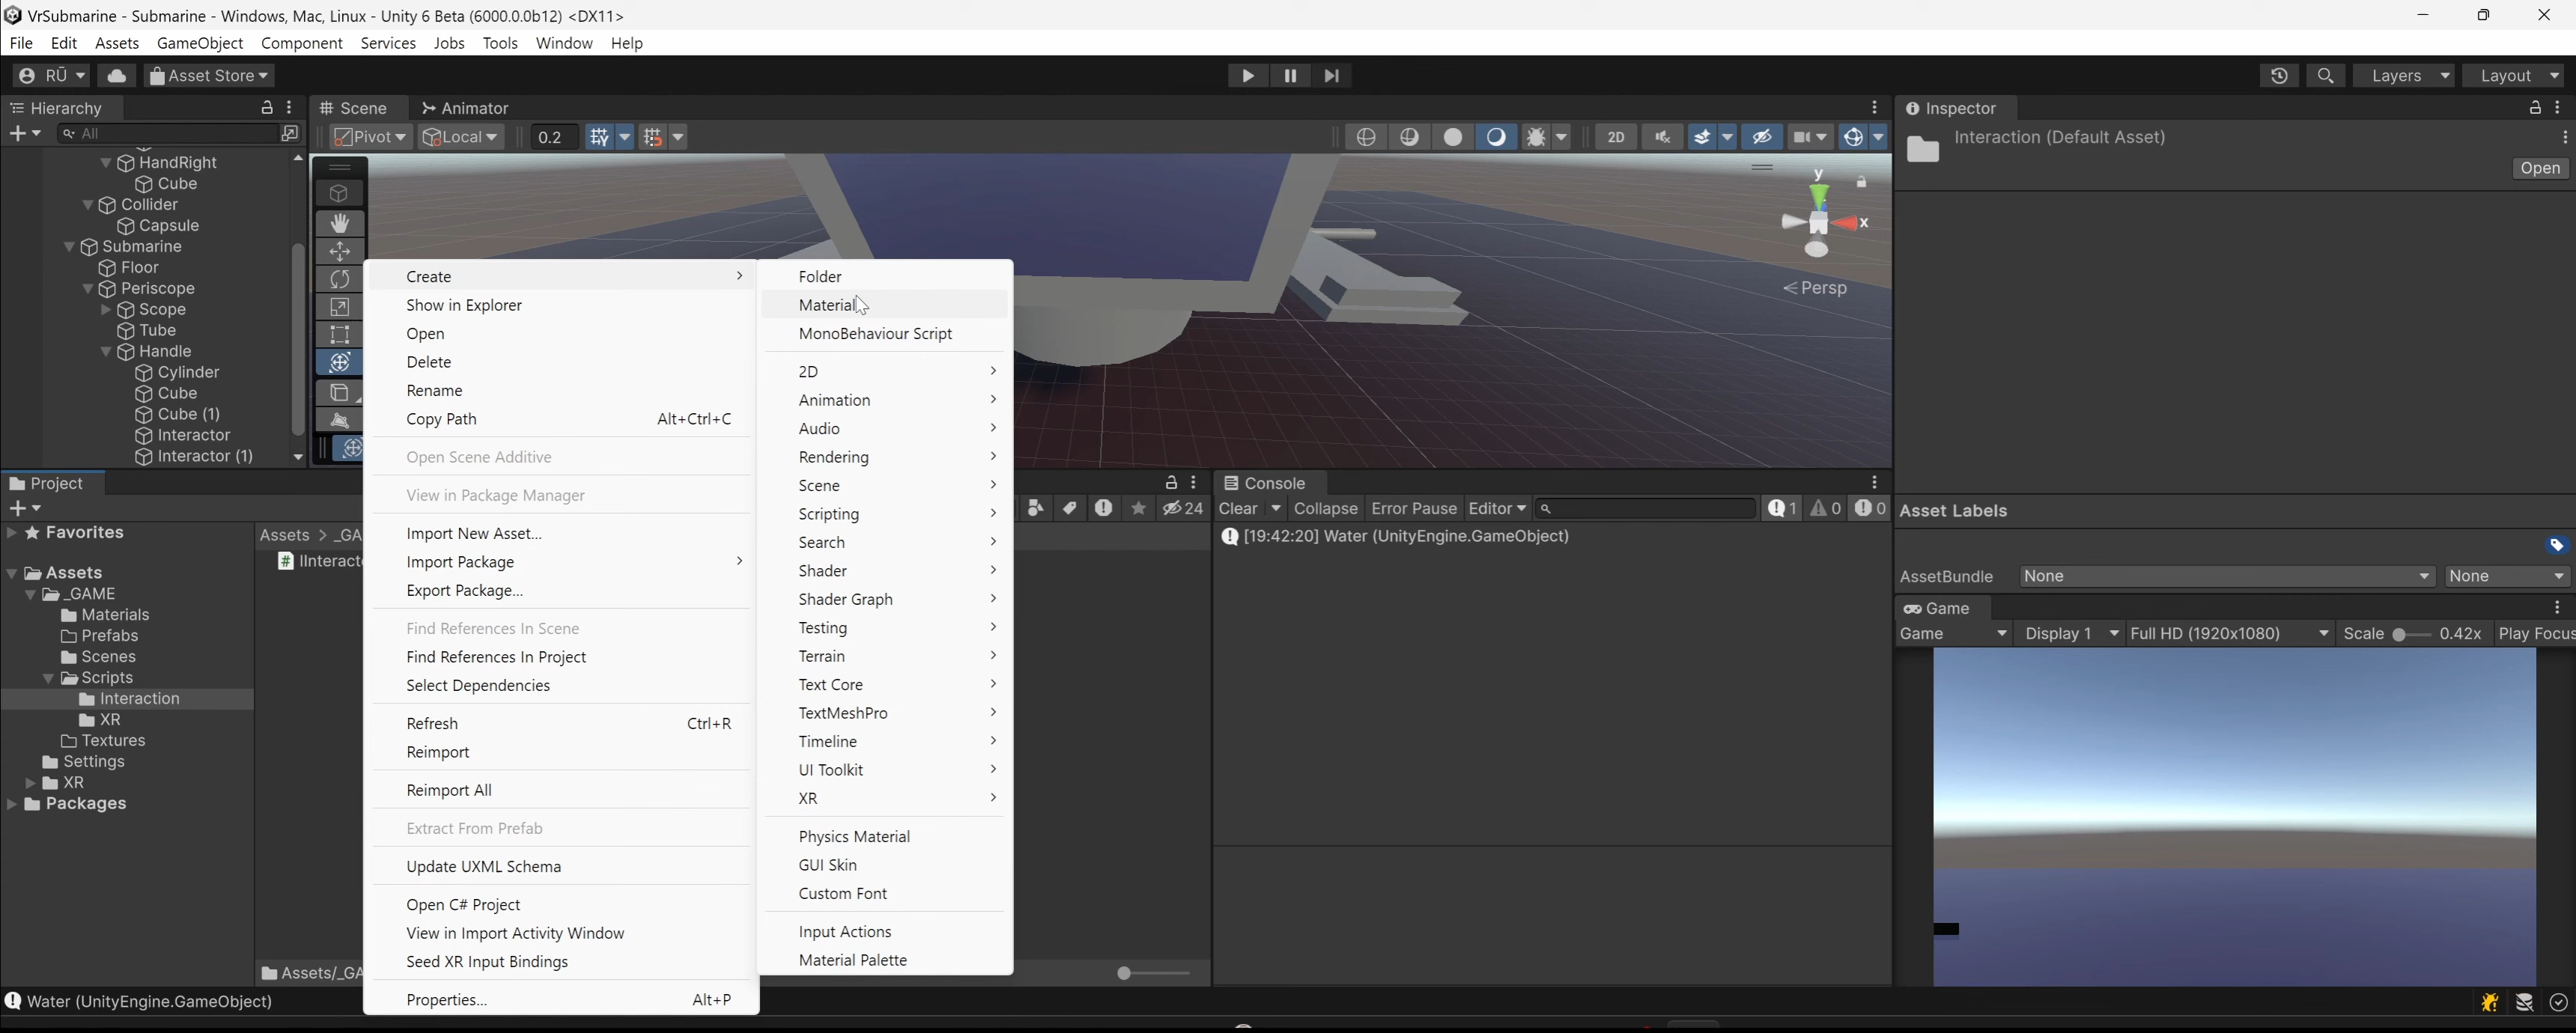 VrSubmarine - Submarine - Windows, Mac, Linux - Unity 6 Beta (6000.0.0b12) <DX11>
File Edit Assets GameObject Component Services Jobs Tools Window Help
RŪ Asset Store Layers Layout
Hierarchy
All
HandRight
Cube
Collider
Capsule
Submarine
Floor
Periscope
Scope
Tube
Handle
Cylinder
Cube
Cube (1)
Interactor
Interactor (1)
Scene Animator
Pivot Local 0.2 2D
y
x
Persp
Create
Show in Explorer
Open
Delete
Rename
Copy Path Alt+Ctrl+C
Open Scene Additive
View in Package Manager
Import New Asset...
Import Package
Export Package...
Find References In Scene
Find References In Project
Select Dependencies
Refresh Ctrl+R
Reimport
Reimport All
Extract From Prefab
Update UXML Schema
Open C# Project
View in Import Activity Window
Seed XR Input Bindings
Properties... Alt+P
Folder
Material
MonoBehaviour Script
2D
Animation
Audio
Rendering
Scene
Scripting
Search
Shader
Shader Graph
Testing
Terrain
Text Core
TextMeshPro
Timeline
UI Toolkit
XR
Physics Material
GUI Skin
Custom Font
Input Actions
Material Palette
Project
24
Favorites
Assets
_GAME
Materials
Prefabs
Scenes
Scripts
Interaction
XR
Textures
Settings
XR
Packages
Assets > _GA
IInteract
Assets/_GA
Console
Clear Collapse Error Pause Editor 1 0 0
[19:42:20] Water (UnityEngine.GameObject)
Inspector
Interaction (Default Asset)
Open
Asset Labels
AssetBundle None None
Game
Game Display 1 Full HD (1920x1080) Scale 0.42x Play Focus
Water (UnityEngine.GameObject)